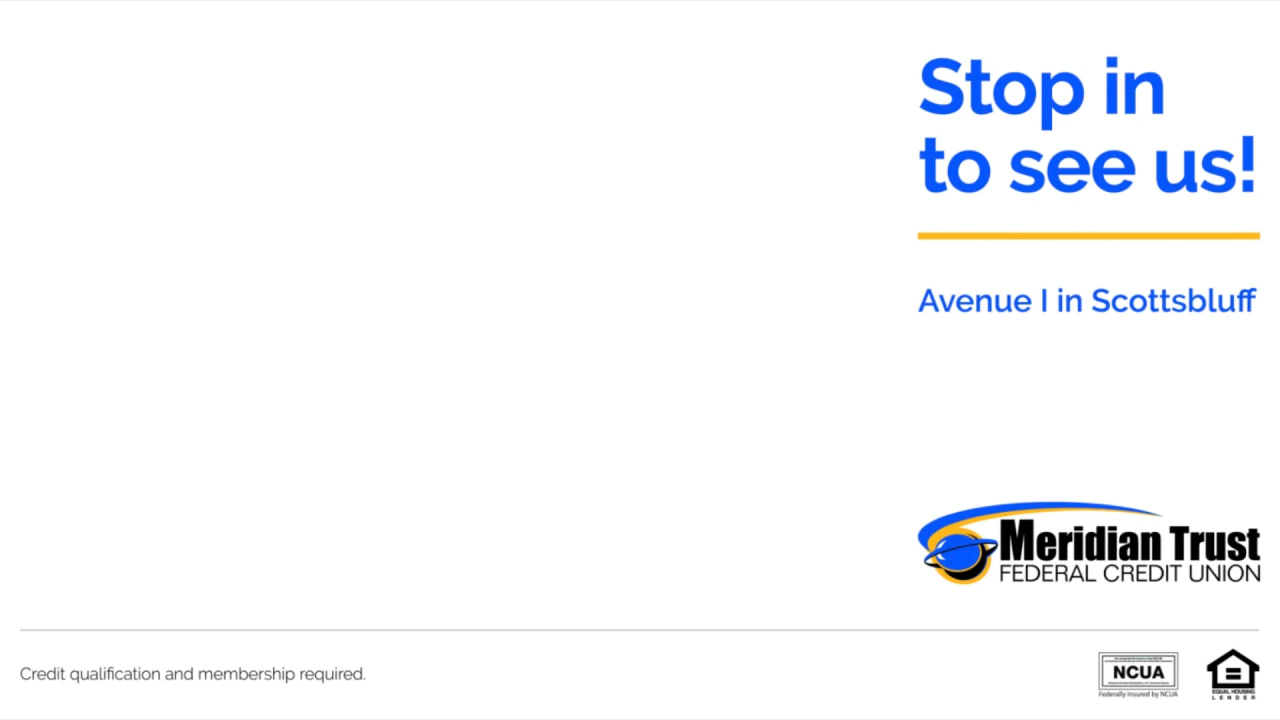 Stop in
to see us!
Avenue I in Scottsbluff
Meridian Trust
FEDERAL CREDIT UNION
Credit qualification and membership required.
NCUA
Federally Insured by NCUA
EQUAL HOUSING
LENDER